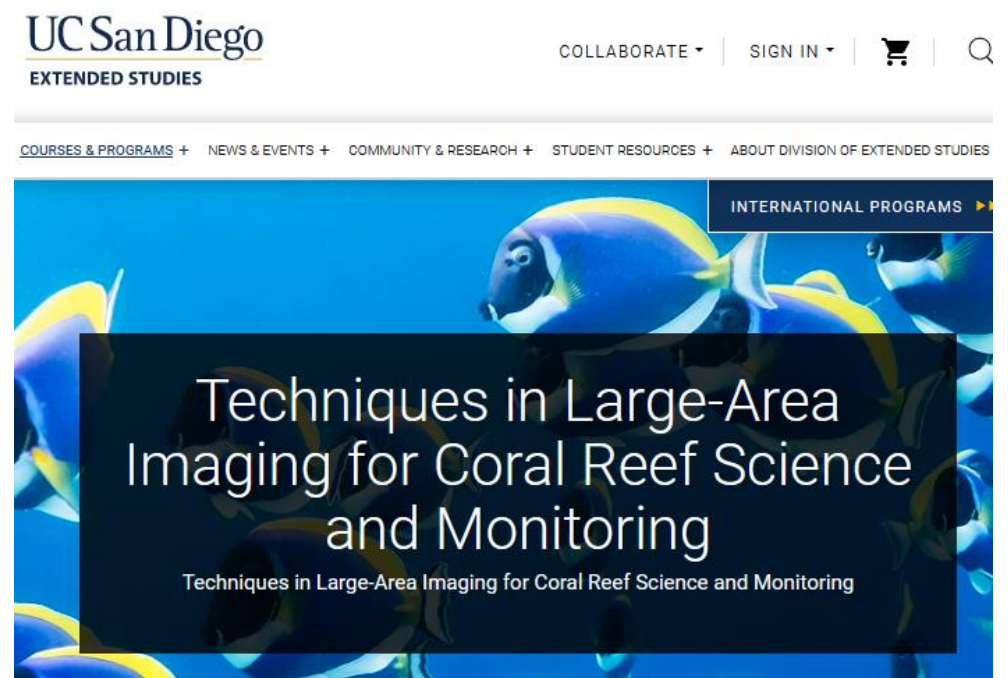 UC San Diego
EXTENDED STUDIES
COLLABORATE
SIGN IN
COURSES & PROGRAMS +
NEWS & EVENTS +
COMMUNITY & RESEARCH +
STUDENT RESOURCES +
ABOUT DIVISION OF EXTENDED STUDIES
INTERNATIONAL PROGRAMS
Techniques in Large-Area
Imaging for Coral Reef Science
and Monitoring
Techniques in Large-Area Imaging for Coral Reef Science and Monitoring